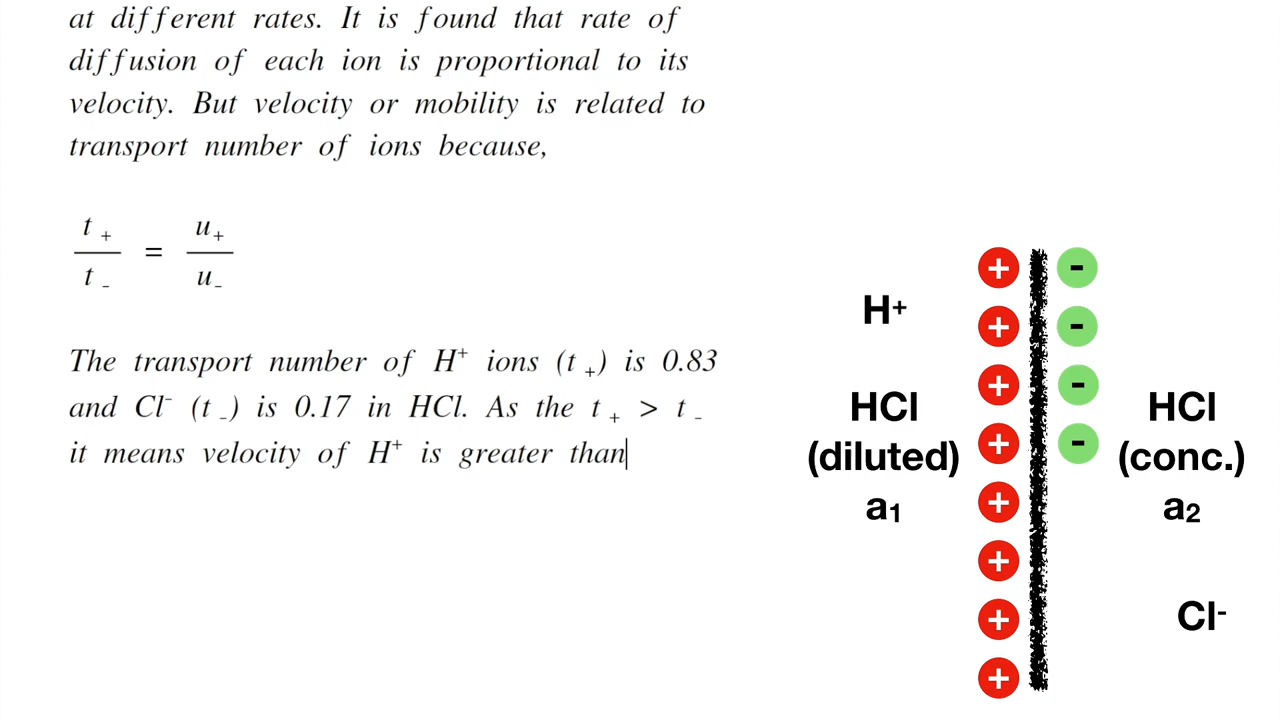 at different rates. It is found that rate of
diffusion of each ion is proportional to its
velocity. But velocity or mobility is related to
transport number of ions because,
t₊ / t₋ = u₊ / u₋
The transport number of H⁺ ions (t ₊) is 0.83
and Cl⁻ (t ₋) is 0.17 in HCl. As the t ₊ > t ₋
it means velocity of H⁺ is greater than
+ -
H⁺
+ -
+ -
HCl
HCl
+ -
(diluted)
(conc.)
+
a₁
a₂
+
+
Cl⁻
+